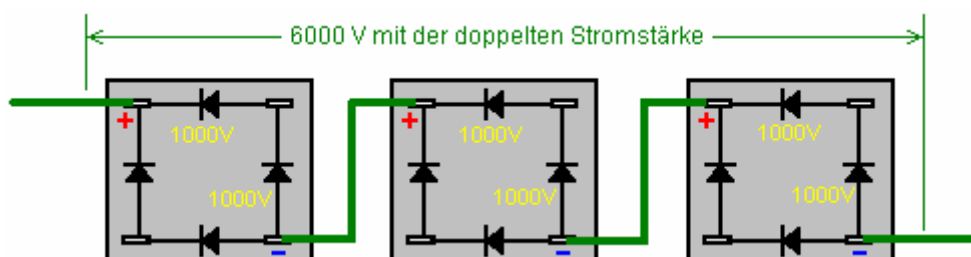 6000 V mit der doppelten Stromstärke
+ + +
1000V 1000V 1000V
1000V 1000V 1000V
- - -